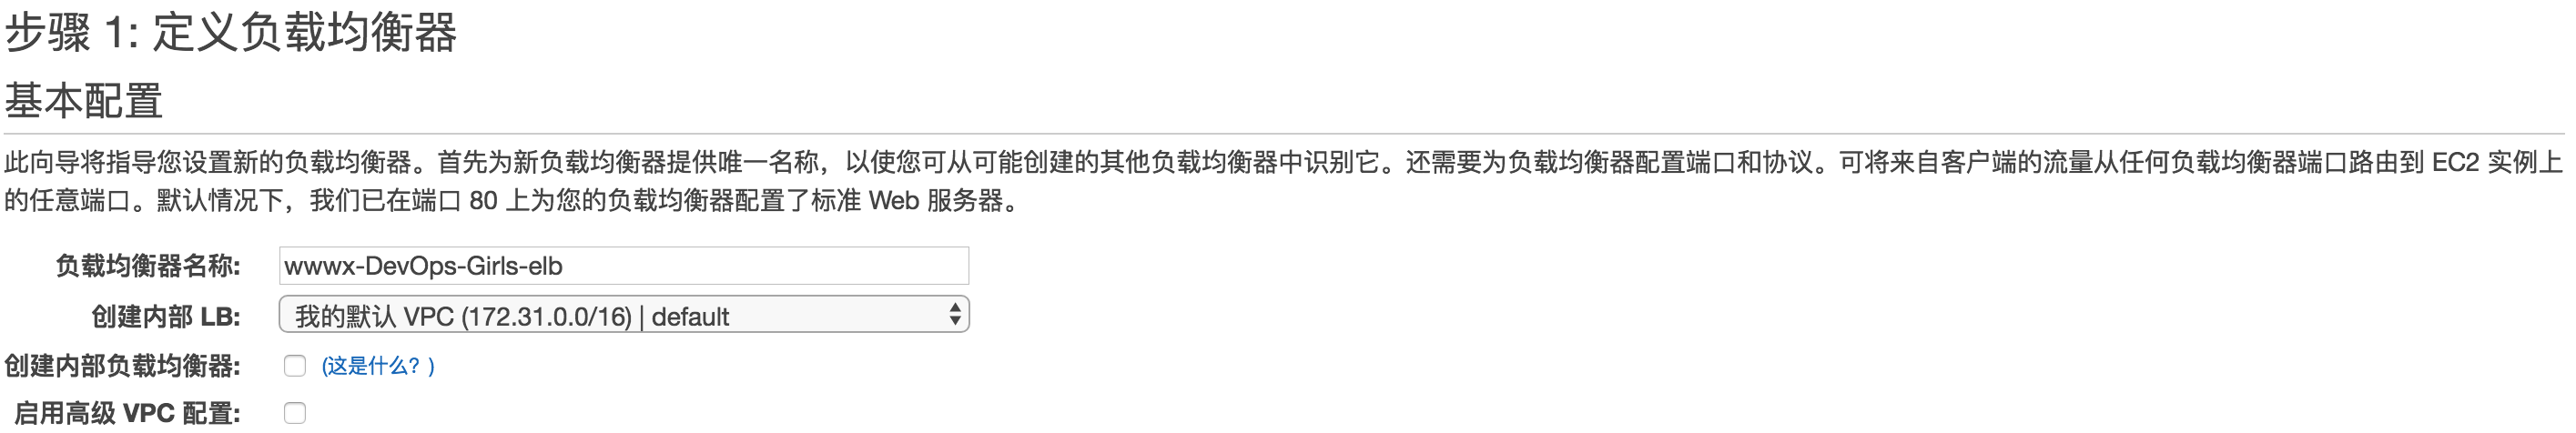 步骤 1: 定义负载均衡器
基本配置
此向导将指导您设置新的负载均衡器。首先为新负载均衡器提供唯一名称，以使您可从可能创建的其他负载均衡器中识别它。还需要为负载均衡器配置端口和协议。可将来自客户端的流量从任何负载均衡器端口路由到 EC2 实例上
的任意端口。默认情况下，我们已在端口 80 上为您的负载均衡器配置了标准 Web 服务器。
负载均衡器名称: wwwx-DevOps-Girls-elb
创建内部 LB: 我的默认 VPC (172.31.0.0/16) | default
创建内部负载均衡器: (这是什么？)
启用高级 VPC 配置: